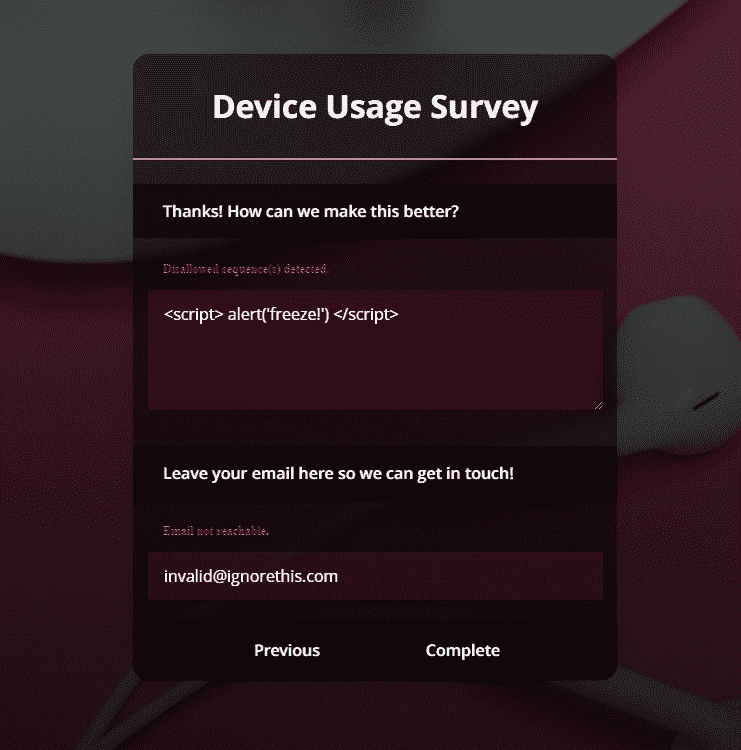 Device Usage Survey
Thanks! How can we make this better?
Disallowed sequence(s) detected.
<script> alert('freeze!') </script>
Leave your email here so we can get in touch!
Email not reachable.
invalid@ignorethis.com
Previous Complete